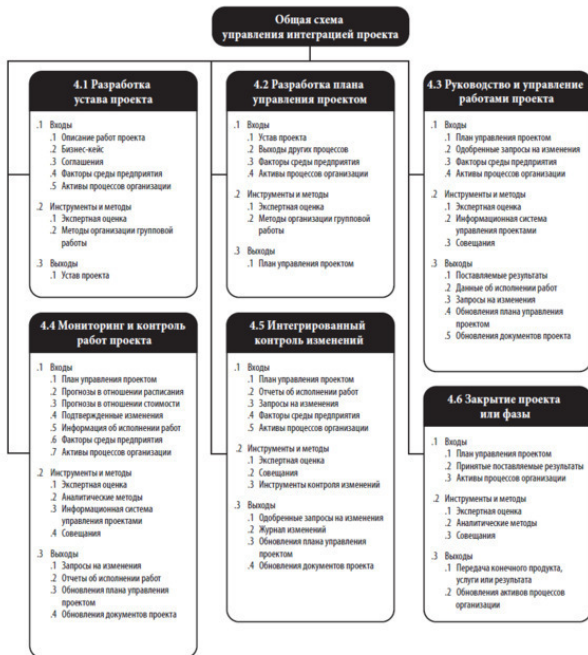 Общая схема
управления интеграцией проекта
4.1 Разработка
устава проекта
.1 Входы
.1 Описание работ проекта
.2 Бизнес-кейс
.3 Соглашения
.4 Факторы среды предприятия
.5 Активы процессов организации
.2 Инструменты и методы
.1 Экспертная оценка
.2 Методы организации групповой
работы
.3 Выходы
.1 Устав проекта
4.2 Разработка плана
управления проектом
.1 Входы
.1 Устав проекта
.2 Выходы других процессов
.3 Факторы среды предприятия
.4 Активы процессов организации
.2 Инструменты и методы
.1 Экспертная оценка
.2 Методы организации групповой
работы
.3 Выходы
.1 План управления проектом
4.3 Руководство и управление
работами проекта
.1 Входы
.1 План управления проектом
.2 Одобренные запросы на изменения
.3 Факторы среды предприятия
.4 Активы процессов организации
.2 Инструменты и методы
.1 Экспертная оценка
.2 Информационная система
управления проектами
.3 Совещания
.3 Выходы
.1 Поставляемые результаты
.2 Данные об исполнении работ
.3 Запросы на изменения
.4 Обновления плана управления
проектом
.5 Обновления документов проекта
4.4 Мониторинг и контроль
работ проекта
.1 Входы
.1 План управления проектом
.2 Прогнозы в отношении расписания
.3 Прогнозы в отношении стоимости
.4 Подтвержденные изменения
.5 Информация об исполнении работ
.6 Факторы среды предприятия
.7 Активы процессов организации
.2 Инструменты и методы
.1 Экспертная оценка
.2 Аналитические методы
.3 Информационная система
управления проектами
.4 Совещания
.3 Выходы
.1 Запросы на изменения
.2 Отчеты об исполнении работ
.3 Обновления плана управления
проектом
.4 Обновления документов проекта
4.5 Интегрированный
контроль изменений
.1 Входы
.1 План управления проектом
.2 Отчеты об исполнении работ
.3 Запросы на изменения
.4 Факторы среды предприятия
.5 Активы процессов организации
.2 Инструменты и методы
.1 Экспертная оценка
.2 Совещания
.3 Инструменты контроля изменений
.3 Выходы
.1 Одобренные запросы на изменения
.2 Журнал изменений
.3 Обновления плана управления
проектом
.4 Обновления документов проекта
4.6 Закрытие проекта
или фазы
.1 Входы
.1 План управления проектом
.2 Принятые поставляемые результаты
.3 Активы процессов организации
.2 Инструменты и методы
.1 Экспертная оценка
.2 Аналитические методы
.3 Совещания
.3 Выходы
.1 Передача конечного продукта,
услуги или результата
.2 Обновления активов процессов
организации